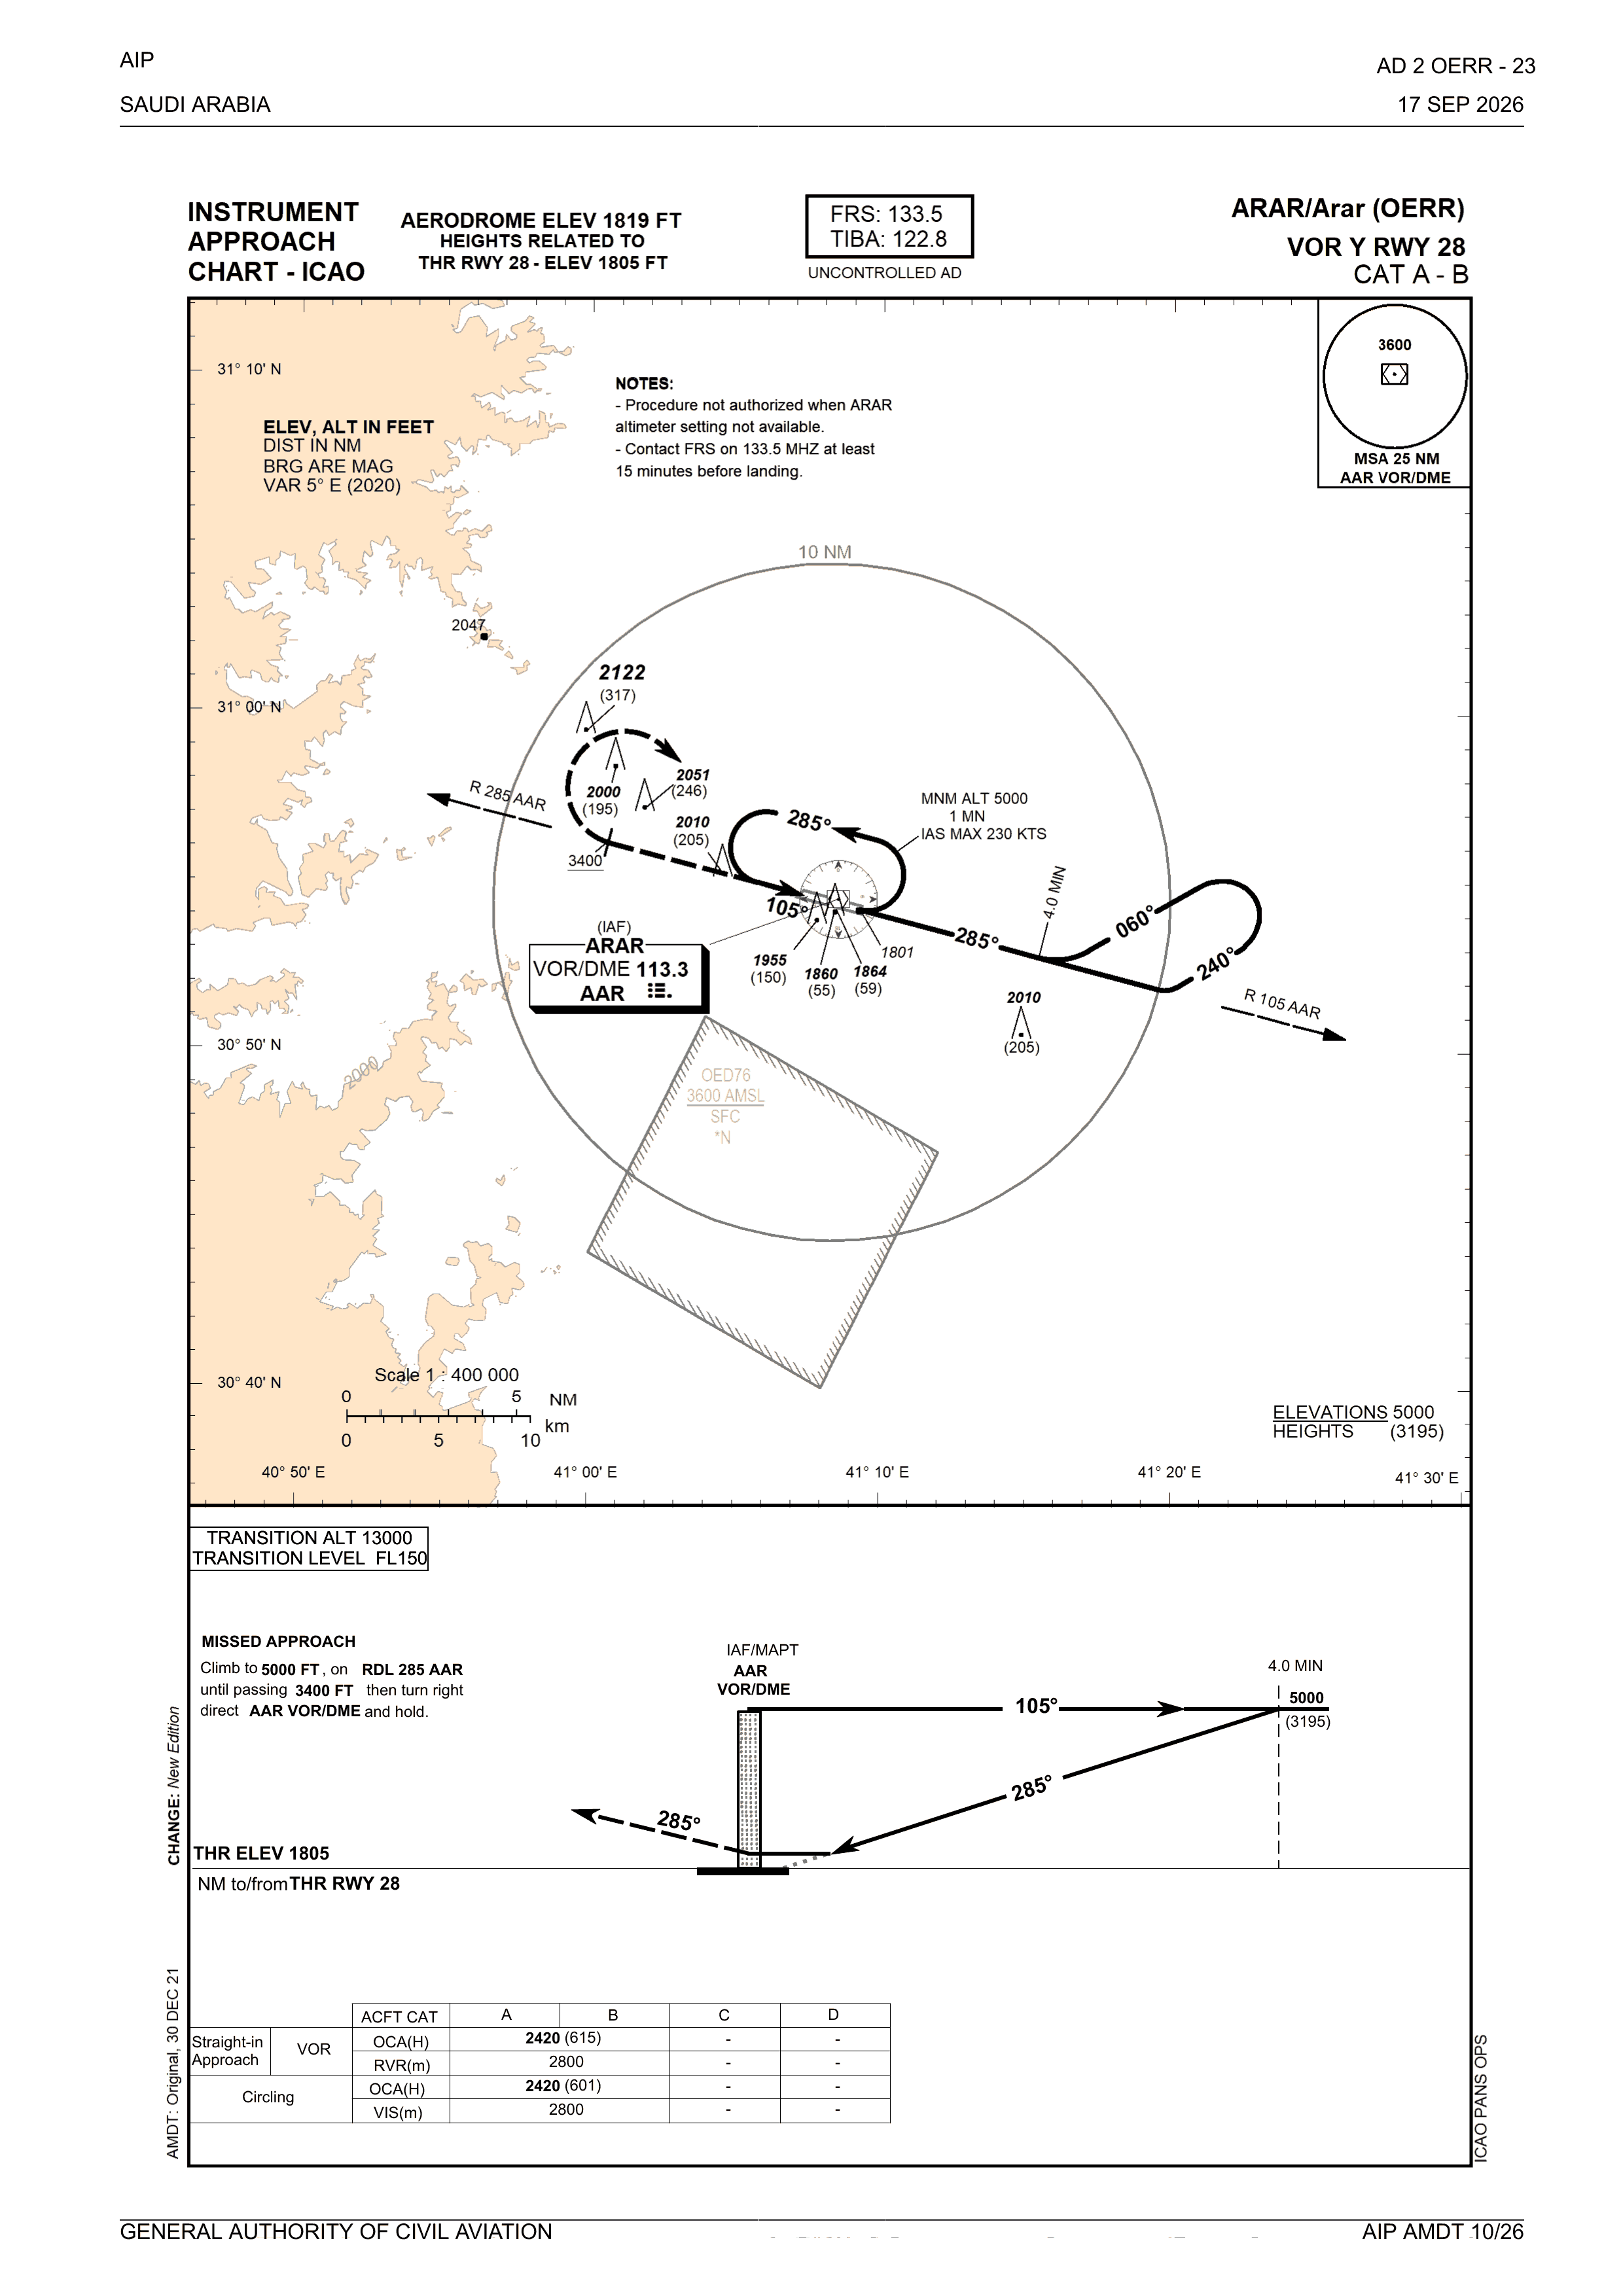 AIP
AD 2 OERR - 23
SAUDI ARABIA
17 SEP 2026
INSTRUMENT
APPROACH
CHART - ICAO
AERODROME ELEV 1819 FT
HEIGHTS RELATED TO
THR RWY 28 - ELEV 1805 FT
FRS: 133.5
TIBA: 122.8
UNCONTROLLED AD
ARAR/Arar (OERR)
VOR Y RWY 28
CAT A - B
3600
MSA 25 NM
AAR VOR/DME
31° 10' N
ELEV, ALT IN FEET
DIST IN NM
BRG ARE MAG
VAR 5° E (2020)
NOTES:
- Procedure not authorized when ARAR
altimeter setting not available.
- Contact FRS on 133.5 MHZ at least
15 minutes before landing.
10 NM
2047
2122
(317)
31° 00' N
R 285 AAR
2000
(195)
2051
(246)
2010
(205)
3400
285°
MNM ALT 5000
1 MN
IAS MAX 230 KTS
105°
4.0 MIN
060°
285°
240°
R 105 AAR
(IAF)
ARAR
VOR/DME 113.3
AAR
1955
(150)
1860
(55)
1864
(59)
1801
2010
(205)
30° 50' N
2000
OED76
3600 AMSL
SFC
*N
30° 40' N
Scale 1 : 400 000
0 5 NM
km
0 5 10
ELEVATIONS 5000
HEIGHTS (3195)
40° 50' E
41° 00' E
41° 10' E
41° 20' E
41° 30' E
TRANSITION ALT 13000
TRANSITION LEVEL FL150
MISSED APPROACH
Climb to 5000 FT , on RDL 285 AAR
until passing 3400 FT then turn right
direct AAR VOR/DME and hold.
IAF/MAPT
AAR
VOR/DME
4.0 MIN
105°
5000
(3195)
285°
285°
THR ELEV 1805
NM to/from THR RWY 28
CHANGE: New Edition
AMDT: Original, 30 DEC 21
ICAO PANS OPS
ACFT CAT A B C D
Straight-in
Approach
VOR
OCA(H) 2420 (615) - -
RVR(m) 2800 - -
Circling
OCA(H) 2420 (601) - -
VIS(m) 2800 - -
GENERAL AUTHORITY OF CIVIL AVIATION
AIP AMDT 10/26